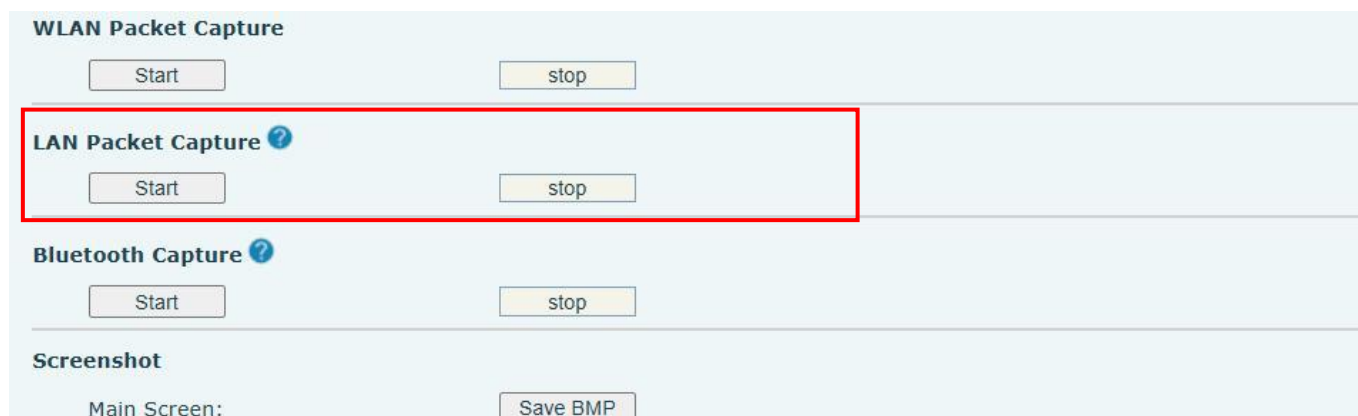 WLAN Packet Capture
Start stop
LAN Packet Capture ?
Start stop
Bluetooth Capture ?
Start stop
Screenshot
Main Screen: Save BMP